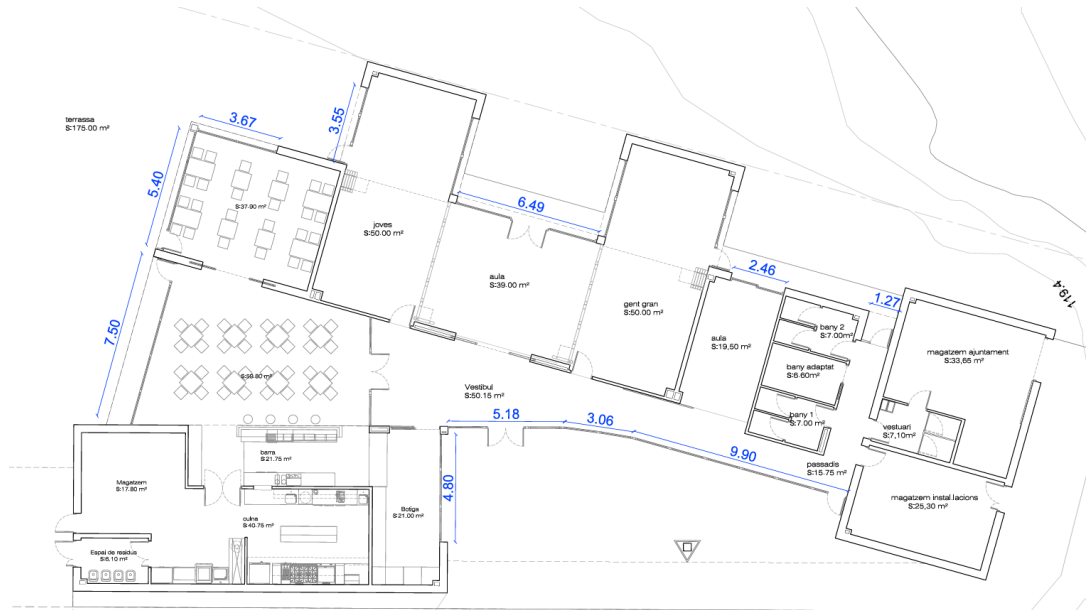 terrassa
S:175.00 m²
3.67
3.55
5.40
S:37.90 m²
6.49
joves
S:50.00 m²
aula
S:39.00 m²
gent gran
S:50.00 m²
2.46
1.27
119.4
7.50
aula
S:19,50 m²
bany 2
S:7.00m²
bany adaptat
S:6.60m²
magatzem ajuntament
S:33,65 m²
Vestíbul
S:50.15 m²
5.18
3.06
bany 1
S:7.00 m²
vestuari
S:7,10m²
9.90
passadís
S:15.75 m²
barra
S:21.75 m²
4.80
Magatzem
S:17.80 m²
cuina
S:40.75 m²
Botiga
S:21.00 m²
magatzem instal.lacions
S:25,30 m²
Espai de residus
S:6.10 m²